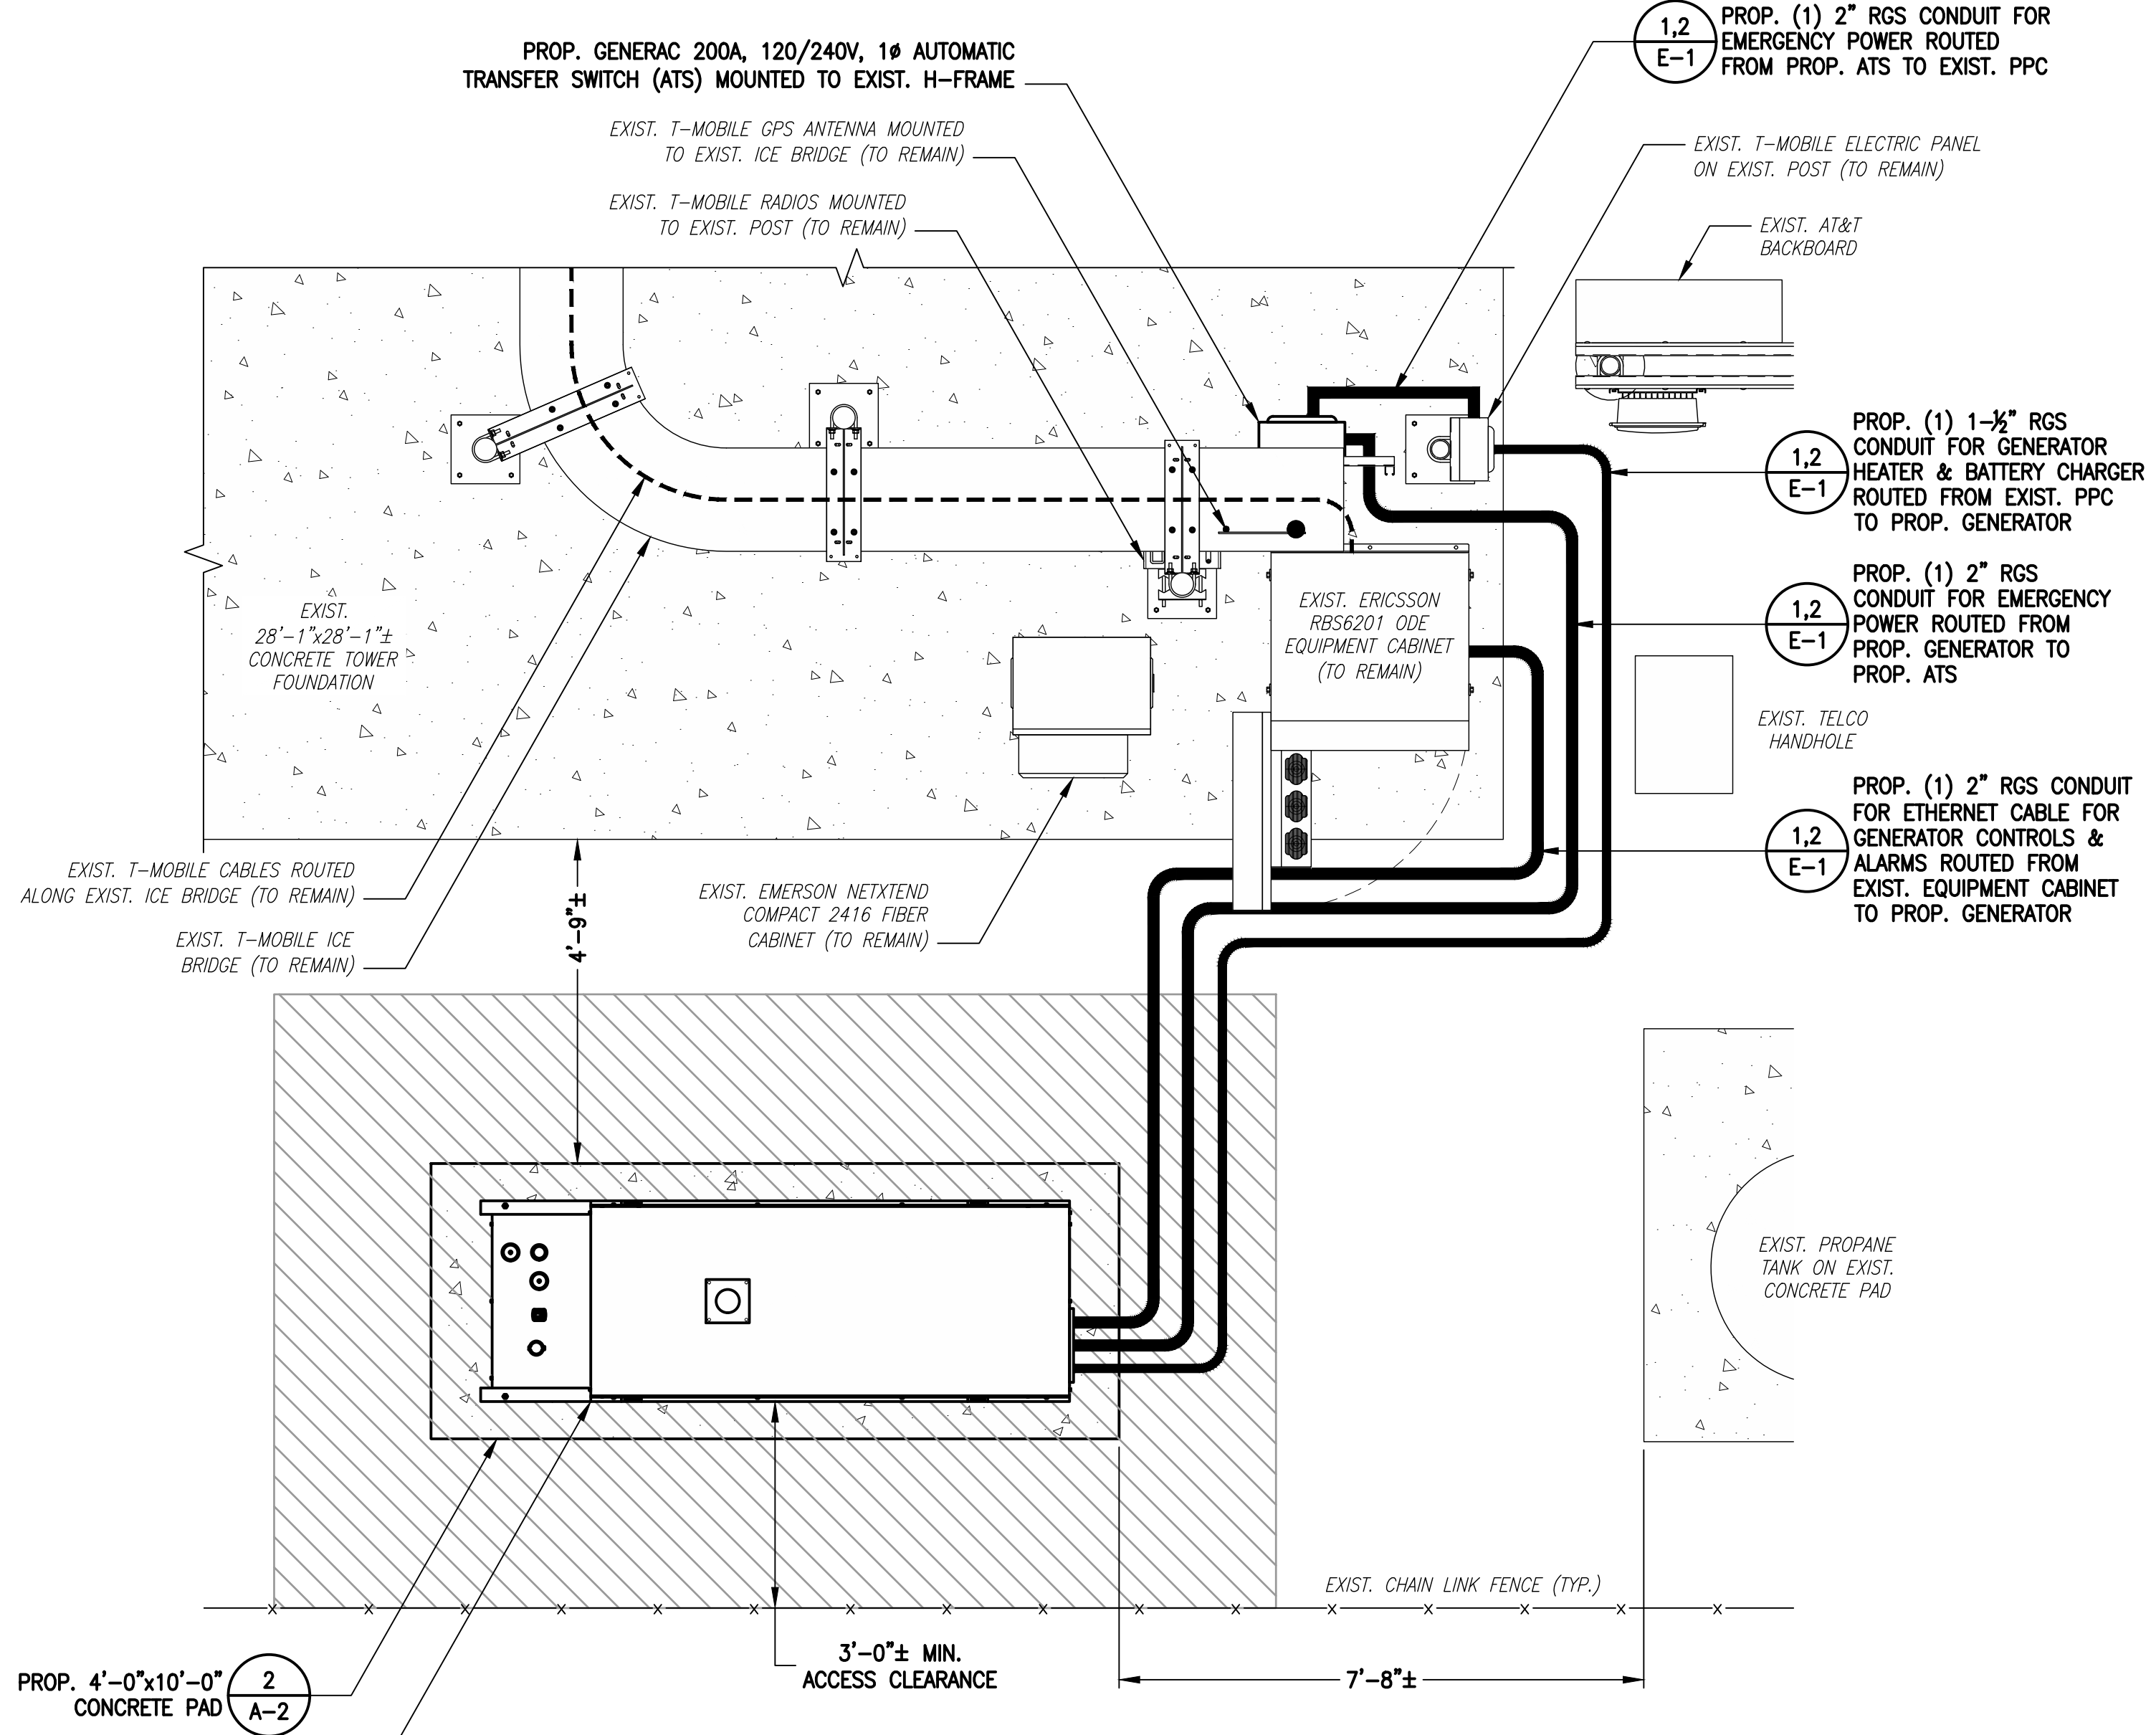 PROP. GENERAC 200A, 120/240V, 1ø AUTOMATIC
TRANSFER SWITCH (ATS) MOUNTED TO EXIST. H-FRAME
EXIST. T-MOBILE GPS ANTENNA MOUNTED
TO EXIST. ICE BRIDGE (TO REMAIN)
EXIST. T-MOBILE RADIOS MOUNTED
TO EXIST. POST (TO REMAIN)
1,2
E-1
PROP. (1) 2" RGS CONDUIT FOR
EMERGENCY POWER ROUTED
FROM PROP. ATS TO EXIST. PPC
EXIST. T-MOBILE ELECTRIC PANEL
ON EXIST. POST (TO REMAIN)
EXIST. AT&T
BACKBOARD
1,2
E-1
PROP. (1) 1-½" RGS
CONDUIT FOR GENERATOR
HEATER & BATTERY CHARGER
ROUTED FROM EXIST. PPC
TO PROP. GENERATOR
1,2
E-1
PROP. (1) 2" RGS
CONDUIT FOR EMERGENCY
POWER ROUTED FROM
PROP. GENERATOR TO
PROP. ATS
EXIST.
28'-1"x28'-1"±
CONCRETE TOWER
FOUNDATION
EXIST. ERICSSON
RBS6201 ODE
EQUIPMENT CABINET
(TO REMAIN)
EXIST. TELCO
HANDHOLE
1,2
E-1
PROP. (1) 2" RGS CONDUIT
FOR ETHERNET CABLE FOR
GENERATOR CONTROLS &
ALARMS ROUTED FROM
EXIST. EQUIPMENT CABINET
TO PROP. GENERATOR
EXIST. T-MOBILE CABLES ROUTED
ALONG EXIST. ICE BRIDGE (TO REMAIN)
EXIST. T-MOBILE ICE
BRIDGE (TO REMAIN)
4'-9"±
EXIST. EMERSON NETXTEND
COMPACT 2416 FIBER
CABINET (TO REMAIN)
EXIST. PROPANE
TANK ON EXIST.
CONCRETE PAD
EXIST. CHAIN LINK FENCE (TYP.)
3'-0"± MIN.
ACCESS CLEARANCE
7'-8"±
PROP. 4'-0"x10'-0"
CONCRETE PAD
2
A-2